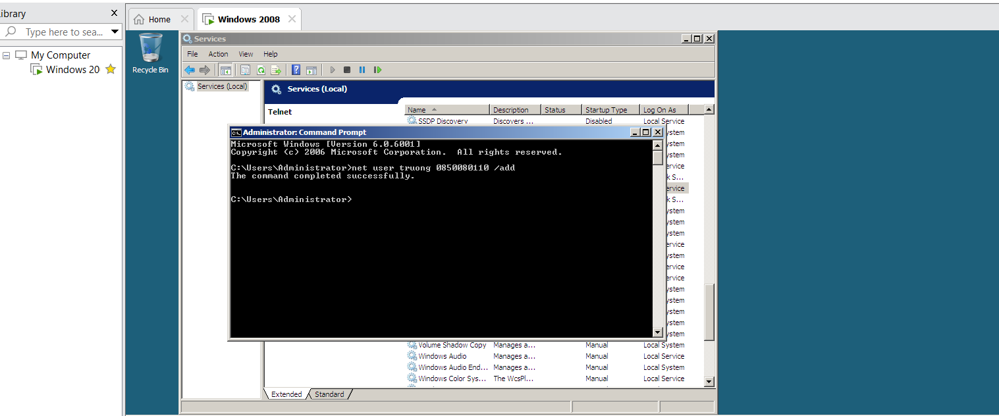 ibrary
Type here to sea...
My Computer
Windows 20
Home
Windows 2008
Recycle Bin
Services
File Action View Help
Services (Local)
Services (Local)
Telnet
Name Description Status Startup Type Log On As
SSDP Discovery Discovers ... Disabled Local Service
Administrator: Command Prompt
Microsoft Windows [Version 6.0.6001]
Copyright (c) 2006 Microsoft Corporation. All rights reserved.
C:\Users\Administrator>net user truong 0850080110 /add
The command completed successfully.
C:\Users\Administrator>
ystem
ystem
ystem
ervice
k S...
ervice
k S...
ystem
ystem
ystem
ervice
ystem
ervice
ervice
ystem
ystem
ystem
ystem
ystem
Volume Shadow Copy Manages a... Manual Local System
Windows Audio Manages a... Manual Local Service
Windows Audio End... Manages a... Manual Local System
Windows Color Sys... The WcsPl... Manual Local Service
Extended Standard